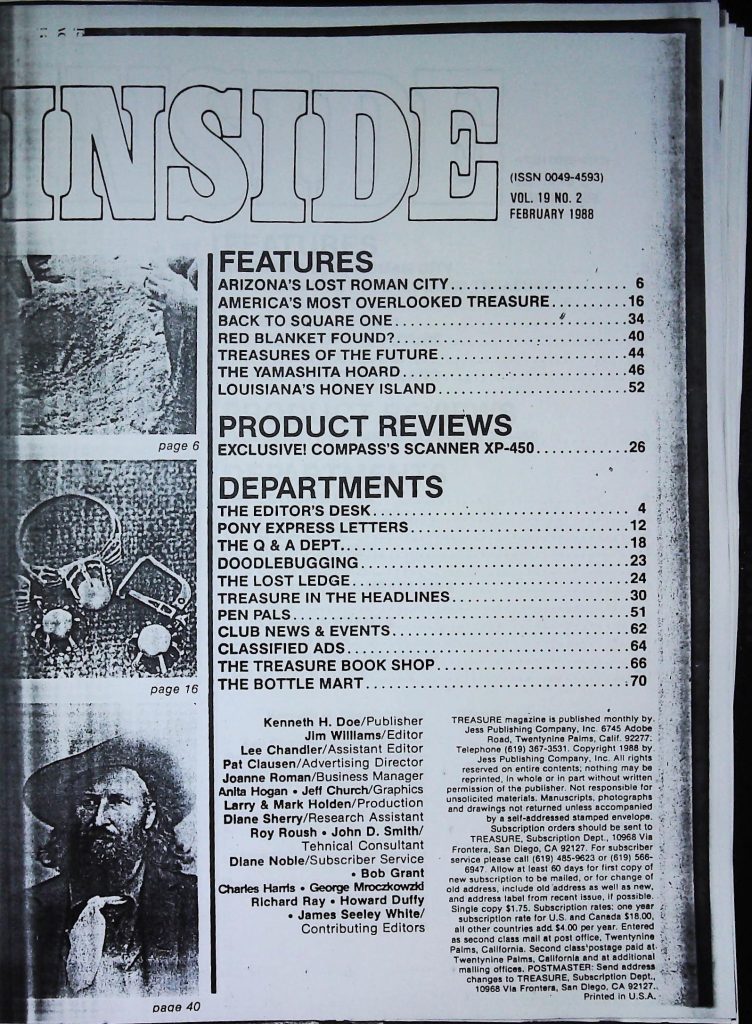 INSIDE
(ISSN 0049-4593)
VOL. 19 NO. 2
FEBRUARY 1988
FEATURES
ARIZONA'S LOST ROMAN CITY........................ 6
AMERICA'S MOST OVERLOOKED TREASURE..........16
BACK TO SQUARE ONE..............................34
RED BLANKET FOUND?..............................40
TREASURES OF THE FUTURE.........................44
THE YAMASHITA HOARD.............................46
LOUISIANA'S HONEY ISLAND.........................52
page 6
PRODUCT REVIEWS
EXCLUSIVE! COMPASS'S SCANNER XP-450............26
DEPARTMENTS
THE EDITOR'S DESK................................ 4
PONY EXPRESS LETTERS............................12
THE Q & A DEPT...................................18
DOODLEBUGGING...................................23
THE LOST LEDGE..................................24
TREASURE IN THE HEADLINES.......................30
PEN PALS........................................51
CLUB NEWS & EVENTS..............................62
CLASSIFIED ADS..................................64
THE TREASURE BOOK SHOP.........................66
THE BOTTLE MART.................................70
page 16
Kenneth H. Doe/Publisher
Jim Williams/Editor
Lee Chandler/Assistant Editor
Pat Clausen/Advertising Director
Joanne Roman/Business Manager
Anita Hogan • Jeff Church/Graphics
Larry & Mark Holden/Production
Diane Sherry/Research Assistant
Roy Roush • John D. Smith/
Tehnical Consultant
Diane Noble/Subscriber Service
• Bob Grant
Charles Harris • George Mroczkowzki
Richard Ray • Howard Duffy
• James Seeley White/
Contributing Editors
TREASURE magazine is published monthly by
Jess Publishing Company, Inc. 6745 Adobe
Road, Twentynine Palms, Calif. 92277.
Telephone (619) 367-3531. Copyright 1988 by
Jess Publishing Company, Inc. All rights
reserved on entire contents; nothing may be
reprinted, in whole or in part without written
permission of the publisher. Not responsible for
unsolicited materials. Manuscripts, photographs
and drawings not returned unless accompanied
by a self-addressed stamped envelope.
Subscription orders should be sent to
TREASURE, Subscription Dept., 10968 Via
Frontera, San Diego, CA 92127. For subscriber
service please call (619) 485-9623 or (619) 566-
6947. Allow at least 60 days for first copy of
new subscription to be mailed, or for change of
old address, include old address as well as new,
and address label from recent issue, if possible.
Single copy $1.75. Subscription rates: one year
subscription rate for U.S. and Canada $18.00,
all other countries add $4.00 per year. Entered
as second class mail at post office, Twentynine
Palms, California. Second class postage paid at
Twentynine Palms, California and at additional
mailing offices. POSTMASTER: Send address
changes to TREASURE, Subscription Dept.,
10968 Via Frontera, San Diego, CA 92127.
Printed in U.S.A.
page 40